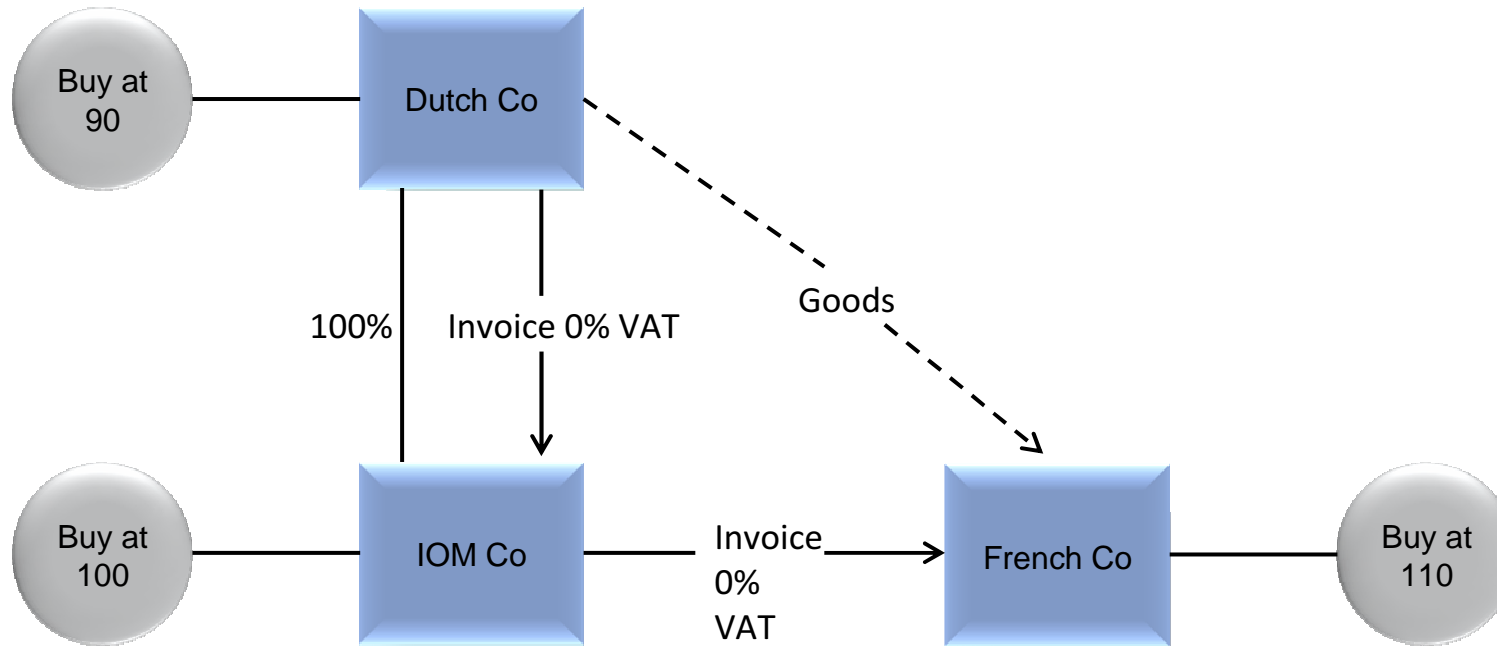 Buy at
90
Dutch Co
Goods
100%
Invoice 0% VAT
Buy at
100
IOM Co
Invoice
0%
VAT
French Co
Buy at
110